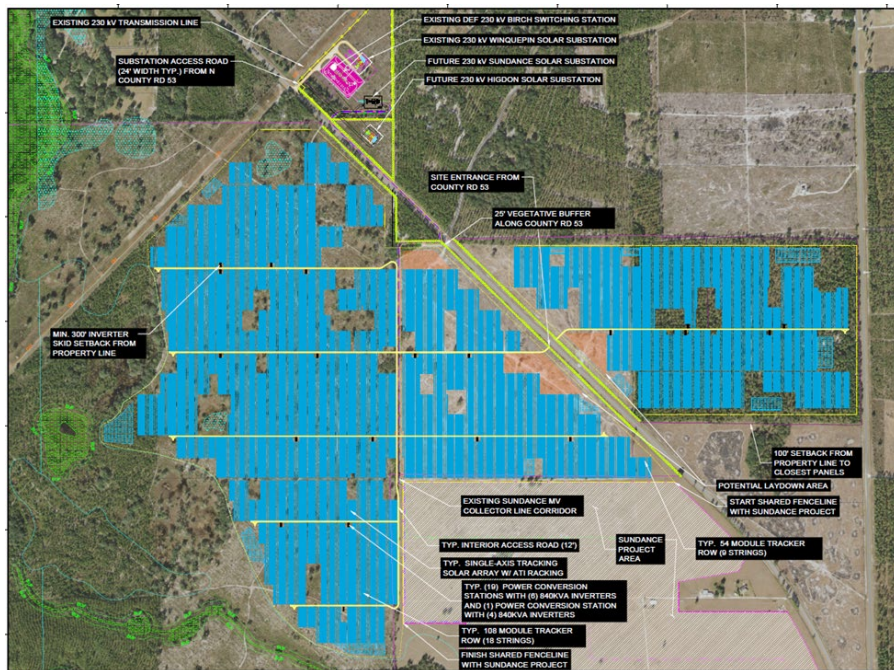 EXISTING 230 kV TRANSMISSION LINE
SUBSTATION ACCESS ROAD
(24' WIDTH TYP.) FROM N
COUNTY RD 53
EXISTING DEF 230 kV BIRCH SWITCHING STATION
EXISTING 230 kV WINQUEPIN SOLAR SUBSTATION
FUTURE 230 kV SUNDANCE SOLAR SUBSTATION
FUTURE 230 kV HIGDON SOLAR SUBSTATION
SITE ENTRANCE FROM
COUNTY RD 53
25' VEGETATIVE BUFFER
ALONG COUNTY RD 53
MIN. 300' INVERTER
SKID SETBACK FROM
PROPERTY LINE
100' SETBACK FROM
PROPERTY LINE TO
CLOSEST PANELS
POTENTIAL LAYDOWN AREA
START SHARED FENCELINE
WITH SUNDANCE PROJECT
EXISTING SUNDANCE MV
COLLECTOR LINE CORRIDOR
SUNDANCE
PROJECT
AREA
TYP. 54 MODULE TRACKER
ROW (9 STRINGS)
TYP. INTERIOR ACCESS ROAD (12')
TYP. SINGLE-AXIS TRACKING
SOLAR ARRAY W/ ATI RACKING
TYP. (19) POWER CONVERSION
STATIONS WITH (6) 840KVA INVERTERS
AND (1) POWER CONVERSION STATION
WITH (4) 840KVA INVERTERS
TYP. 108 MODULE TRACKER
ROW (18 STRINGS)
FINISH SHARED FENCELINE
WITH SUNDANCE PROJECT